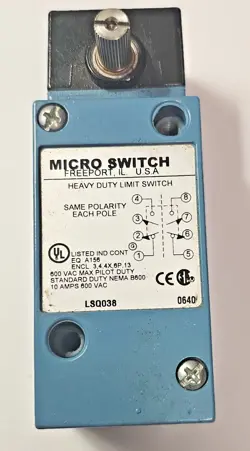 MICRO SWITCH
FREEPORT, IL. U.S.A
HEAVY DUTY LIMIT SWITCH
SAME POLARITY
EACH POLE
4 8
3 7
2 6
1 5
UL LISTED IND CONT
EQ. A156
ENCL. 3,4,4X,6P,13
600 VAC MAX PILOT DUTY
STANDARD DUTY NEMA B600
10 AMPS 600 VAC
LSQ038 0640